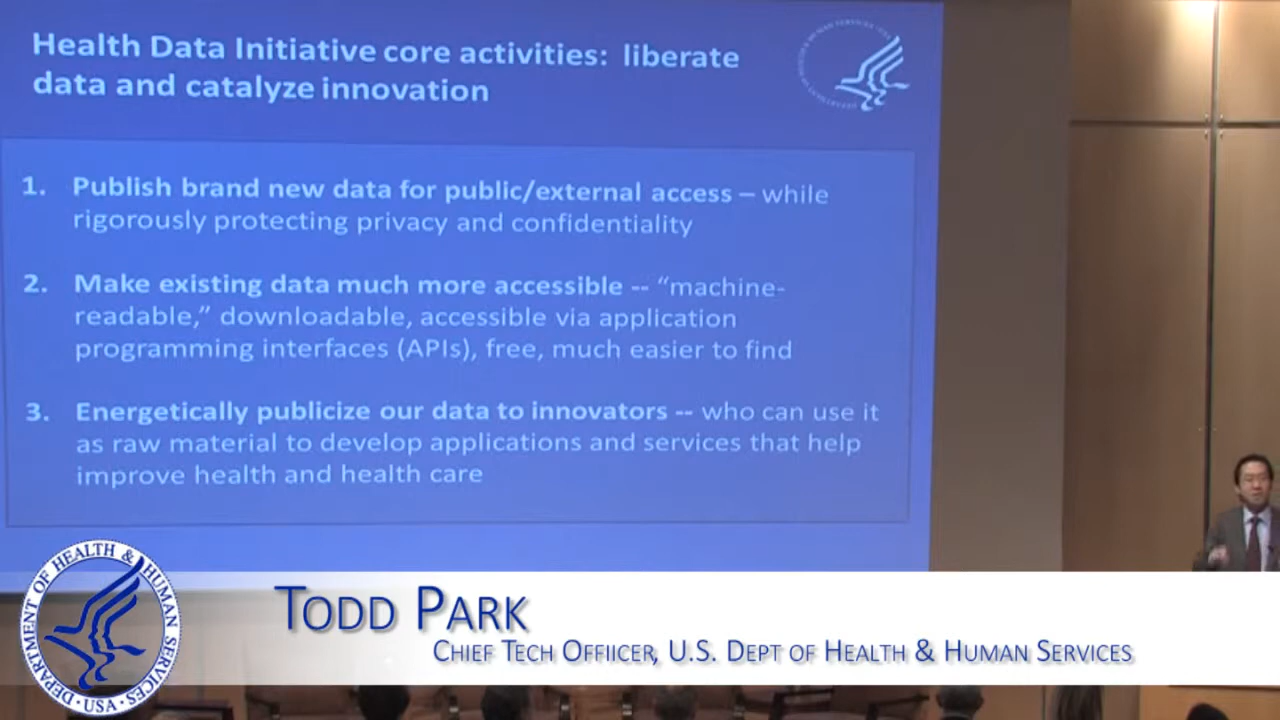 Health Data Initiative core activities: liberate
data and catalyze innovation
1. Publish brand new data for public/external access – while
rigorously protecting privacy and confidentiality
2. Make existing data much more accessible -- “machine-
readable,” downloadable, accessible via application
programming interfaces (APIs), free, much easier to find
3. Energetically publicize our data to innovators -- who can use it
as raw material to develop applications and services that help
improve health and health care
TODD PARK
CHIEF TECH OFFIICER, U.S. DEPT OF HEALTH & HUMAN SERVICES
DEPARTMENT OF HEALTH & HUMAN SERVICES · USA ·